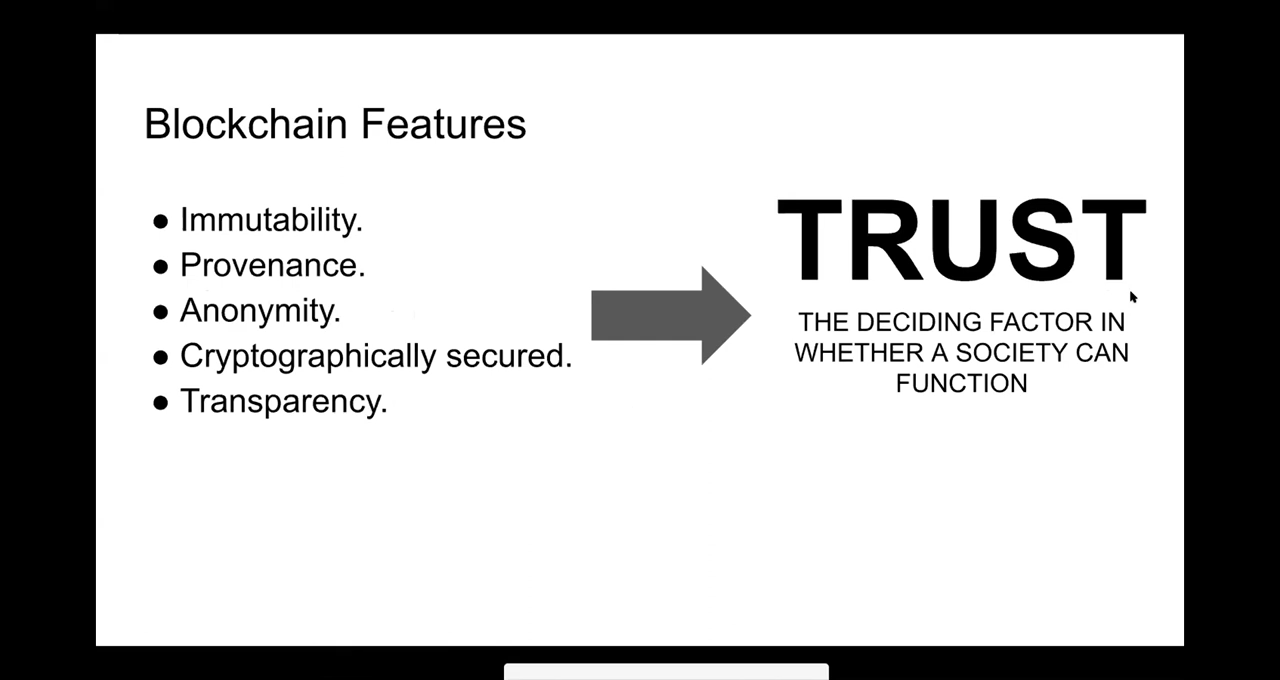 Blockchain Features
● Immutability.
● Provenance.
● Anonymity.
● Cryptographically secured.
● Transparency.
TRUST
THE DECIDING FACTOR IN
WHETHER A SOCIETY CAN
FUNCTION